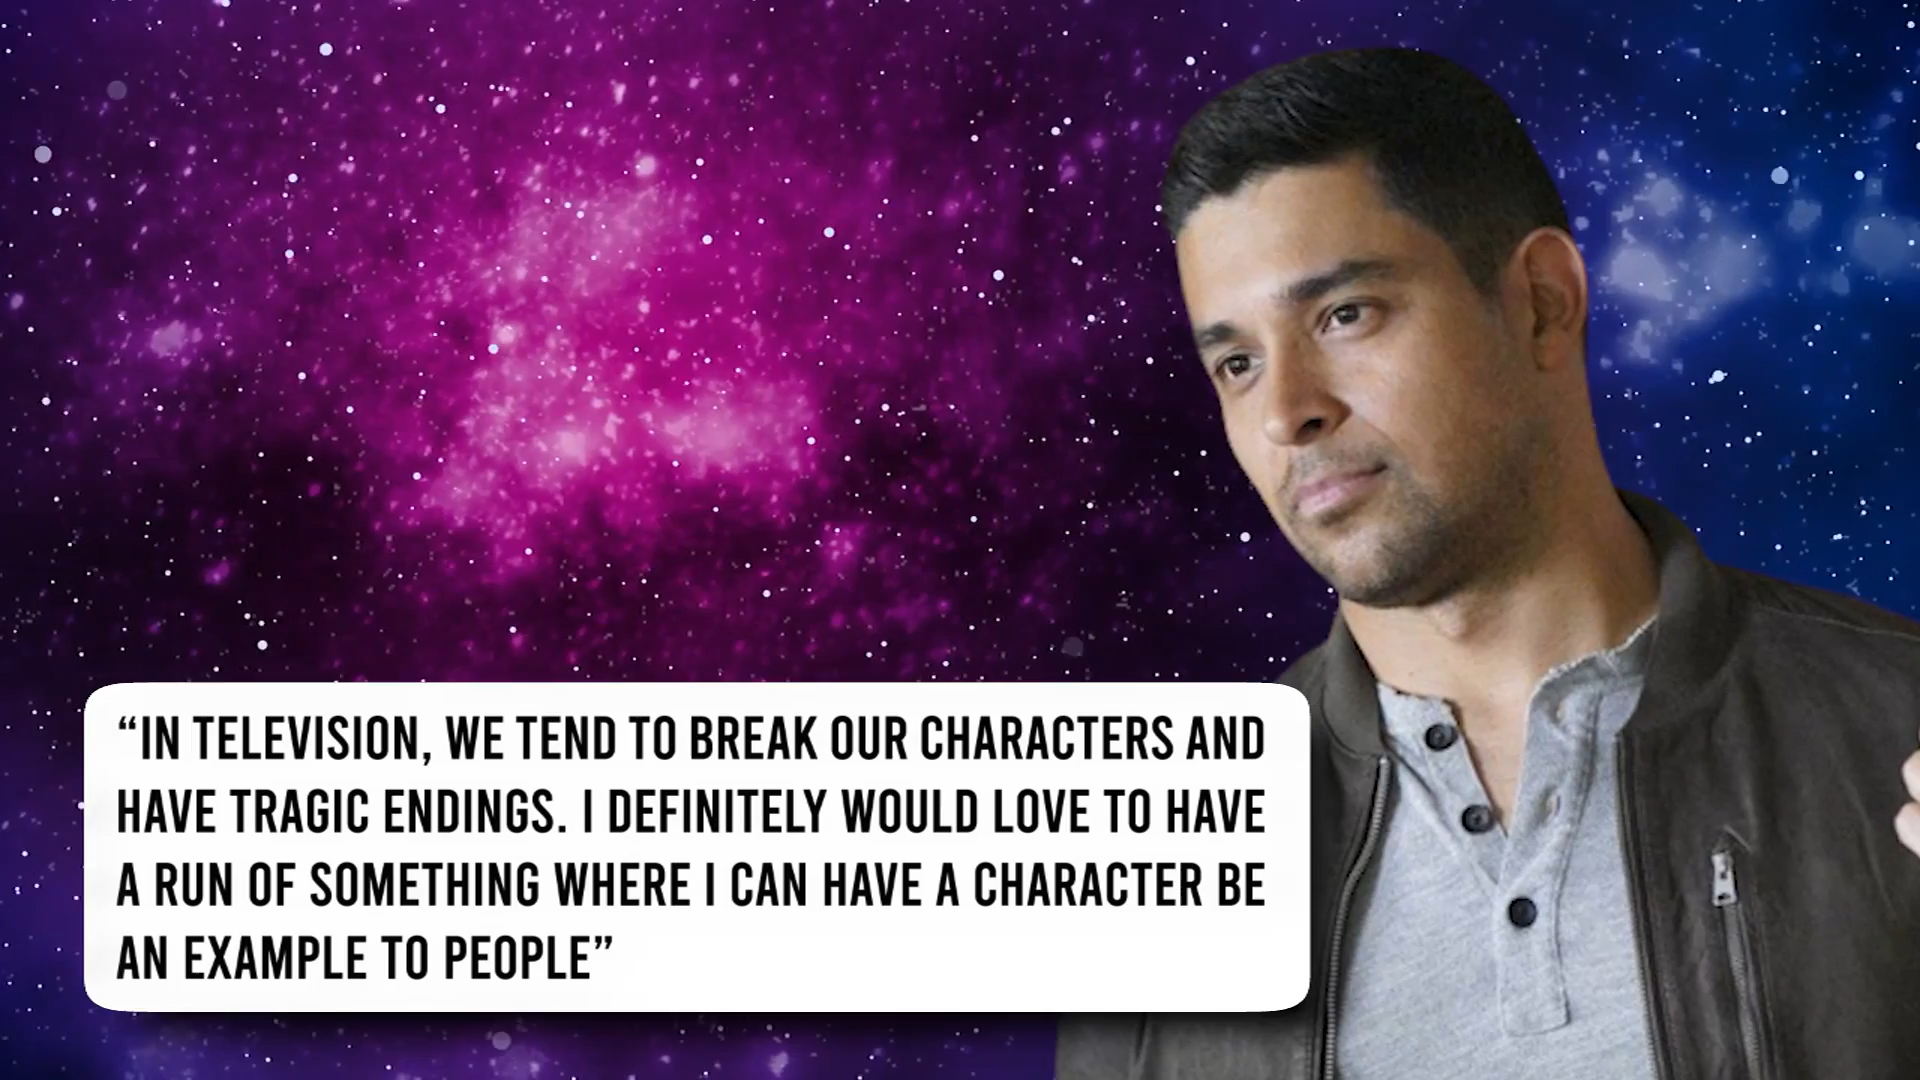 “IN TELEVISION, WE TEND TO BREAK OUR CHARACTERS AND
HAVE TRAGIC ENDINGS. I DEFINITELY WOULD LOVE TO HAVE
A RUN OF SOMETHING WHERE I CAN HAVE A CHARACTER BE
AN EXAMPLE TO PEOPLE”